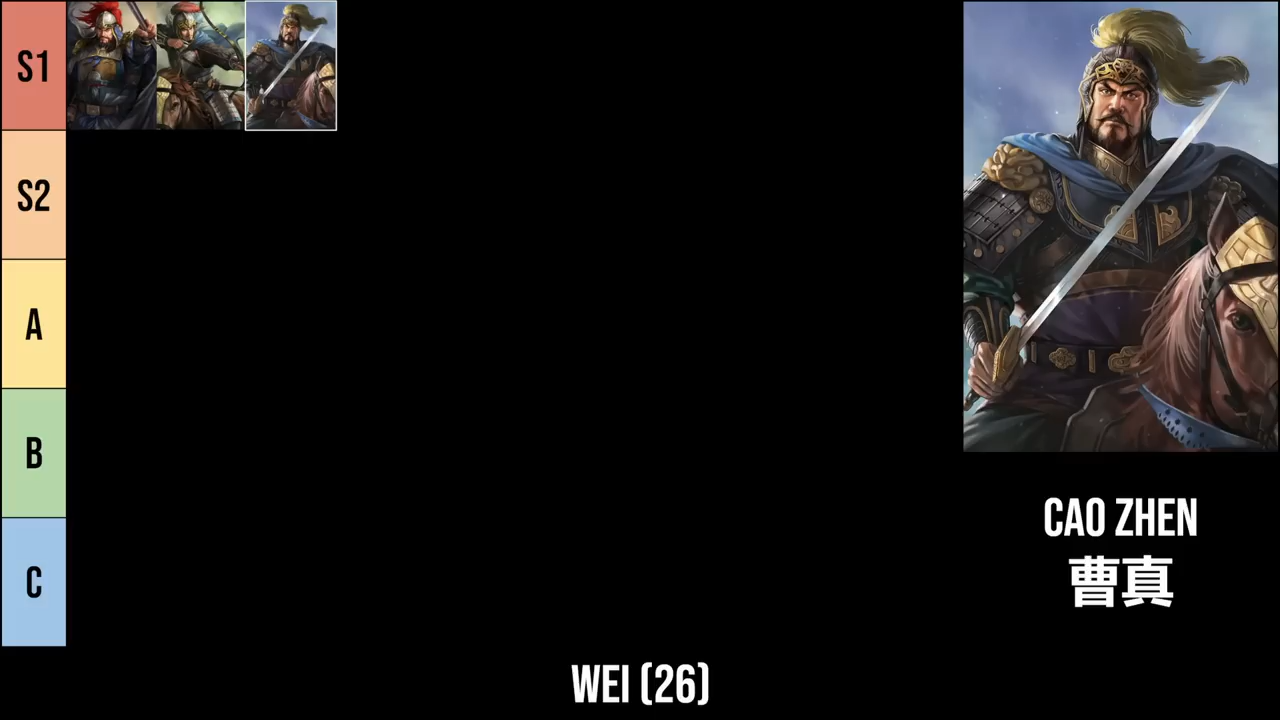 S1
S2
A
B
C
CAO ZHEN
曹真
WEI (26)